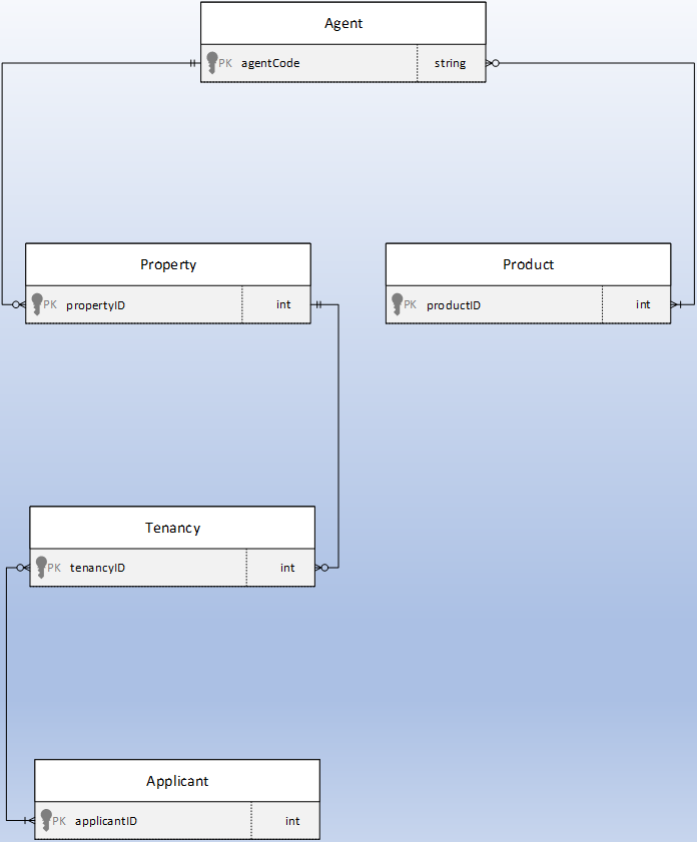 Agent
PK agentCode string
Property
PK propertyID int
Product
PK productID int
Tenancy
PK tenancyID int
Applicant
PK applicantID int